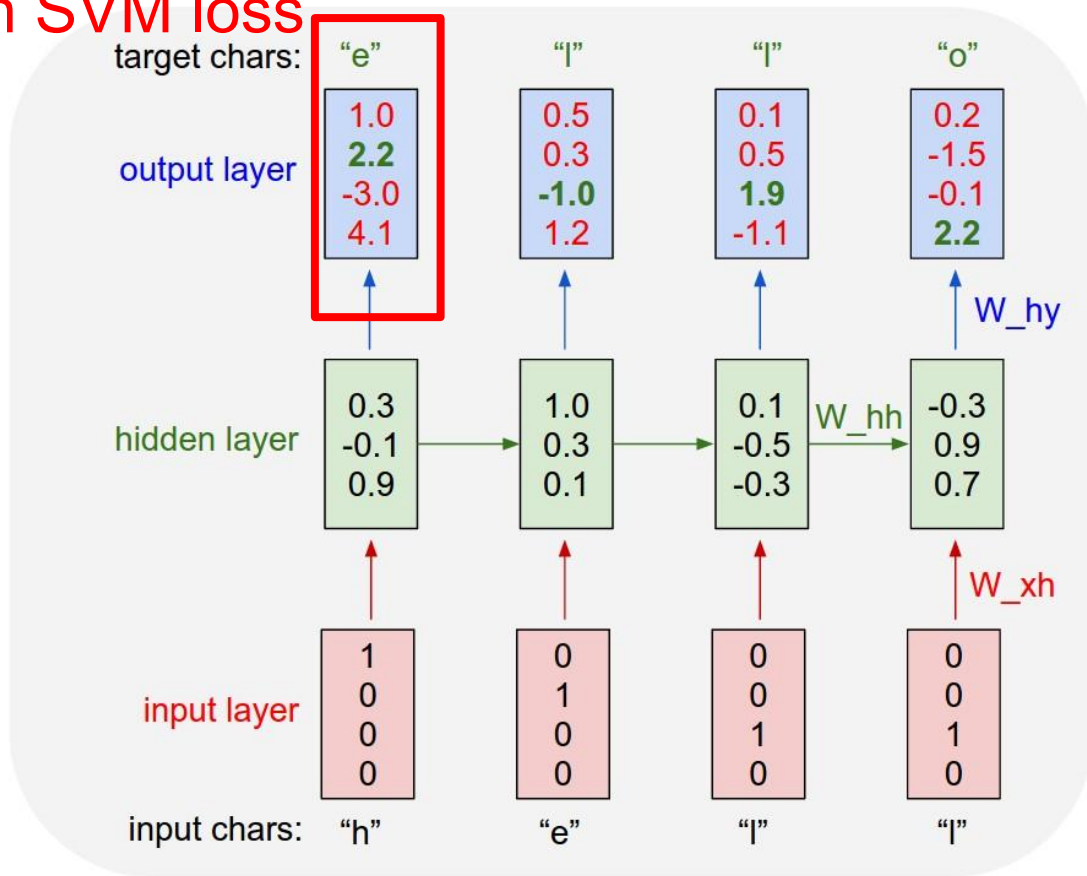 n SVM loss
target chars: “e” “l” “l” “o”
1.0 0.5 0.1 0.2
2.2 0.3 0.5 -1.5
output layer
-3.0 -1.0 1.9 -0.1
4.1 1.2 -1.1 2.2
W_hy
0.3 1.0 0.1 -0.3
W_hh
hidden layer -0.1 0.3 -0.5 0.9
0.9 0.1 -0.3 0.7
W_xh
1 0 0 0
0 1 0 0
input layer
0 0 1 1
0 0 0 0
input chars: “h” “e” “l” “l”